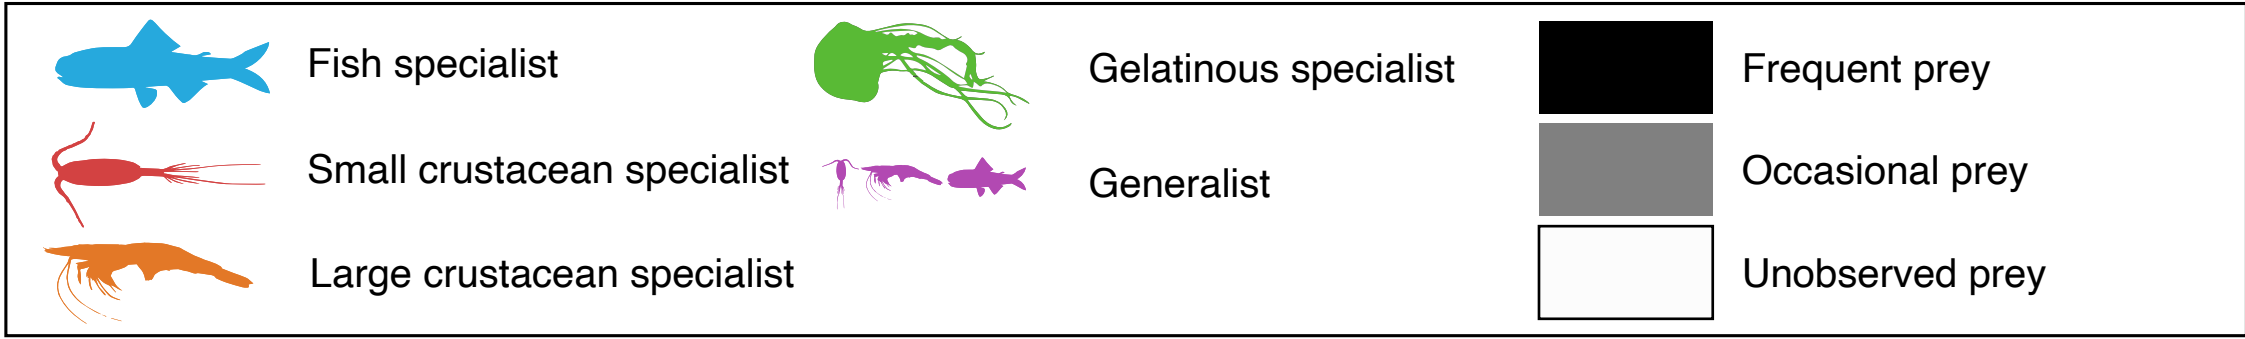 Fish specialist
Small crustacean specialist
Large crustacean specialist
Gelatinous specialist
Generalist
Frequent prey
Occasional prey
Unobserved prey